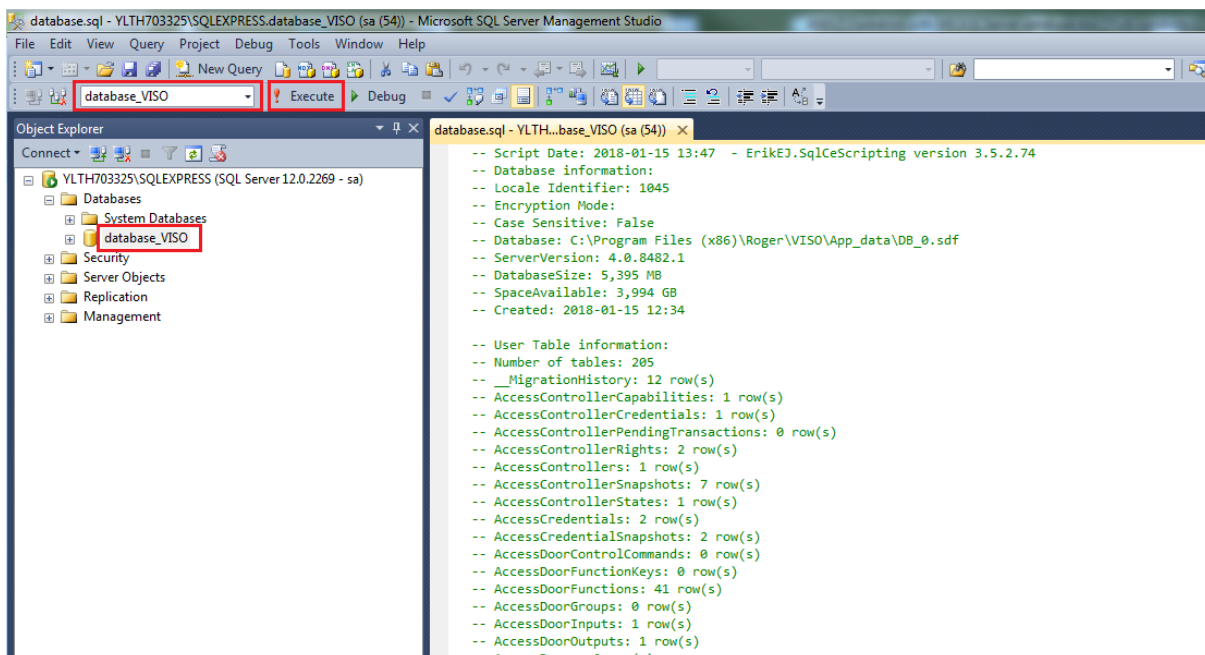 database.sql - YLTH703325\SQLEXPRESS.database_VISO (sa (54)) - Microsoft SQL Server Management Studio
File Edit View Query Project Debug Tools Window Help
New Query
database_VISO Execute Debug
Object Explorer
Connect
YLTH703325\SQLEXPRESS (SQL Server 12.0.2269 - sa)
Databases
System Databases
database_VISO
Security
Server Objects
Replication
Management
database.sql - YLTH...base_VISO (sa (54))
-- Script Date: 2018-01-15 13:47  - ErikEJ.SqlCeScripting version 3.5.2.74
-- Database information:
-- Locale Identifier: 1045
-- Encryption Mode:
-- Case Sensitive: False
-- Database: C:\Program Files (x86)\Roger\VISO\App_data\DB_0.sdf
-- ServerVersion: 4.0.8482.1
-- DatabaseSize: 5,395 MB
-- SpaceAvailable: 3,994 GB
-- Created: 2018-01-15 12:34
-- User Table information:
-- Number of tables: 205
-- __MigrationHistory: 12 row(s)
-- AccessControllerCapabilities: 1 row(s)
-- AccessControllerCredentials: 1 row(s)
-- AccessControllerPendingTransactions: 0 row(s)
-- AccessControllerRights: 2 row(s)
-- AccessControllers: 1 row(s)
-- AccessControllerSnapshots: 7 row(s)
-- AccessControllerStates: 1 row(s)
-- AccessCredentials: 2 row(s)
-- AccessCredentialSnapshots: 2 row(s)
-- AccessDoorControlCommands: 0 row(s)
-- AccessDoorFunctionKeys: 0 row(s)
-- AccessDoorFunctions: 41 row(s)
-- AccessDoorGroups: 0 row(s)
-- AccessDoorInputs: 1 row(s)
-- AccessDoorOutputs: 1 row(s)